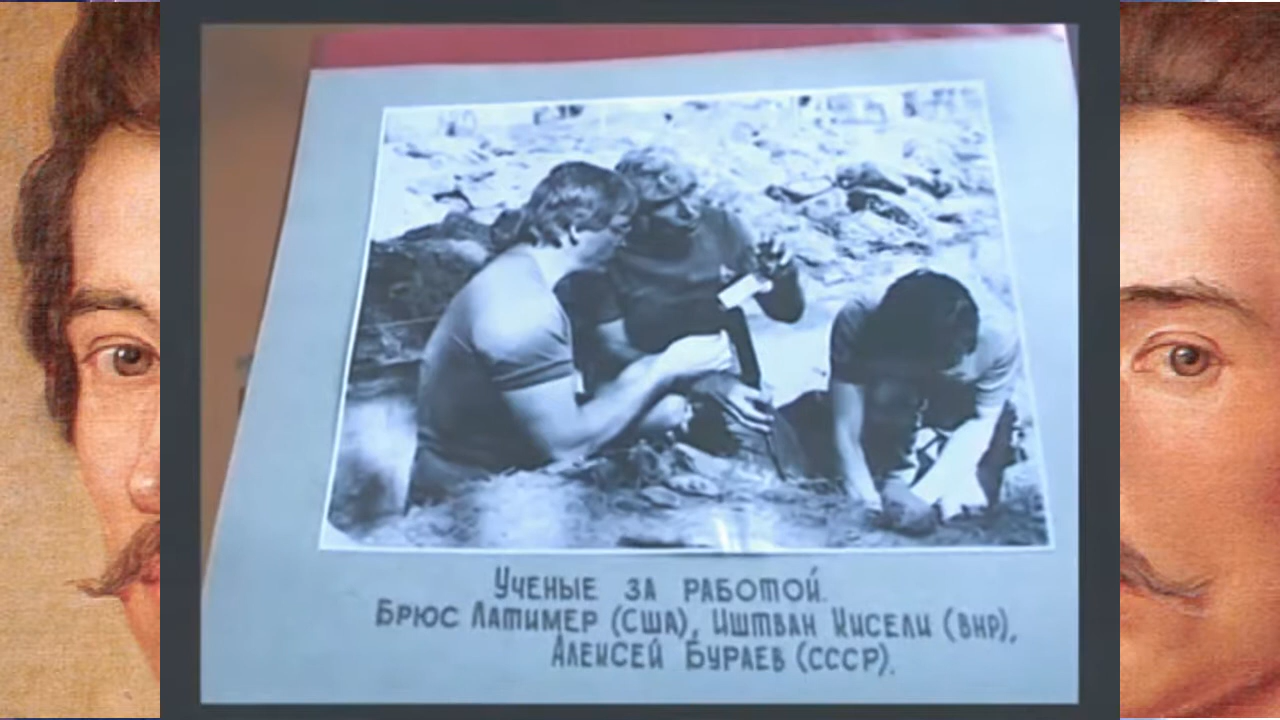 Ученые за работой.
Брюс Латимер (США), Иштван Кисели (ВНР),
Алексей Бураев (СССР).